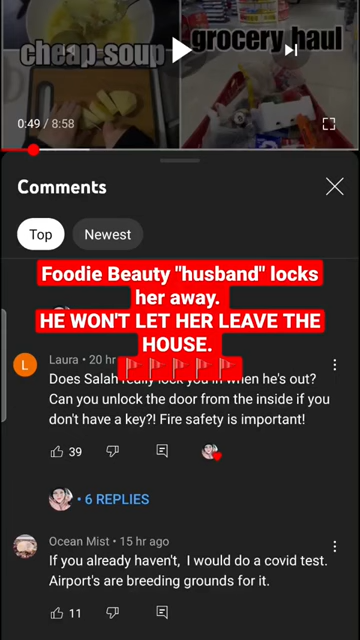 cheap soup
grocery haul
0:49 / 8:58
Comments
Top
Newest
Foodie Beauty "husband" locks
her away.
HE WON'T LET HER LEAVE THE
HOUSE.
L
Laura • 20 hr
Does Salah really lock you in when he's out?
Can you unlock the door from the inside if you
don't have a key?! Fire safety is important!
39
• 6 REPLIES
Ocean Mist • 15 hr ago
If you already haven't, I would do a covid test.
Airport's are breeding grounds for it.
11